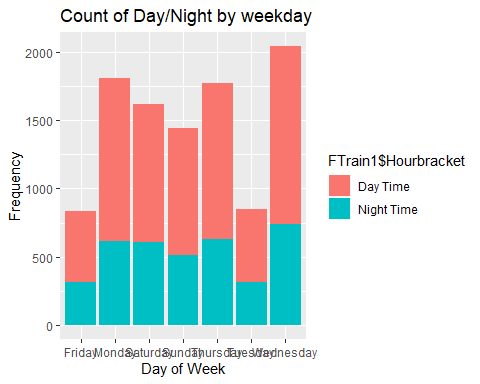 Count of Day/Night by weekday
2000
1500
1000
500
0
Frequency
Friday Monday Saturday Sunday Thursday Tuesday Wednesday
Day of Week
FTrain1$Hourbracket
Day Time
Night Time